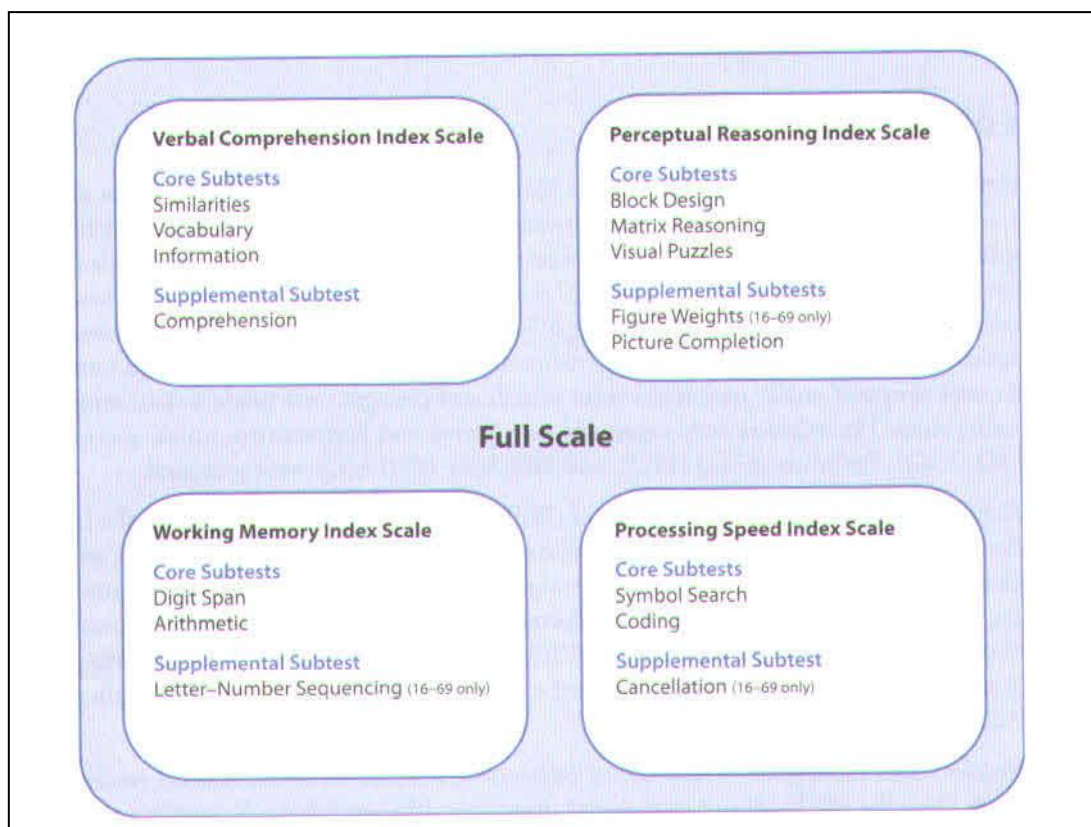 Verbal Comprehension Index Scale
Core Subtests
Similarities
Vocabulary
Information
Supplemental Subtest
Comprehension
Perceptual Reasoning Index Scale
Core Subtests
Block Design
Matrix Reasoning
Visual Puzzles
Supplemental Subtests
Figure Weights (16–69 only)
Picture Completion
Full Scale
Working Memory Index Scale
Core Subtests
Digit Span
Arithmetic
Supplemental Subtest
Letter–Number Sequencing (16–69 only)
Processing Speed Index Scale
Core Subtests
Symbol Search
Coding
Supplemental Subtest
Cancellation (16–69 only)